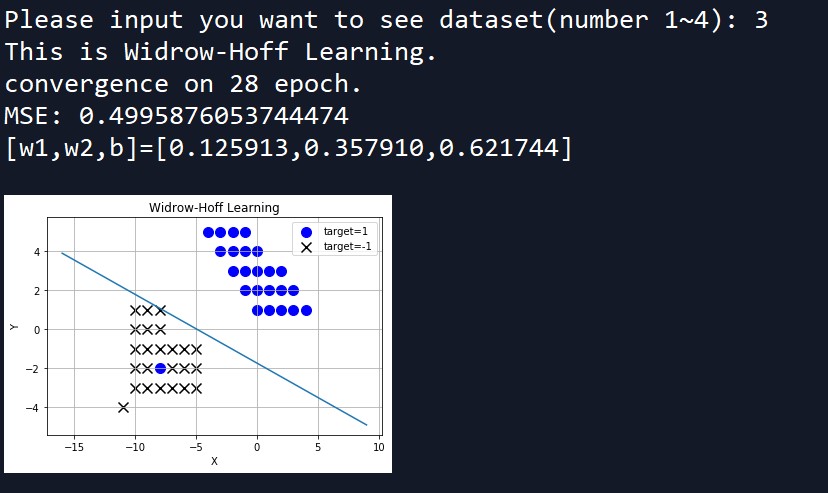 Please input you want to see dataset(number 1~4): 3
This is Widrow-Hoff Learning.
convergence on 28 epoch.
MSE: 0.4995876053744474
[w1,w2,b]=[0.125913,0.357910,0.621744]
Widrow-Hoff Learning
target=1
target=-1
4
2
0
−2
−4
Y
−15 −10 −5 0 5 10
X